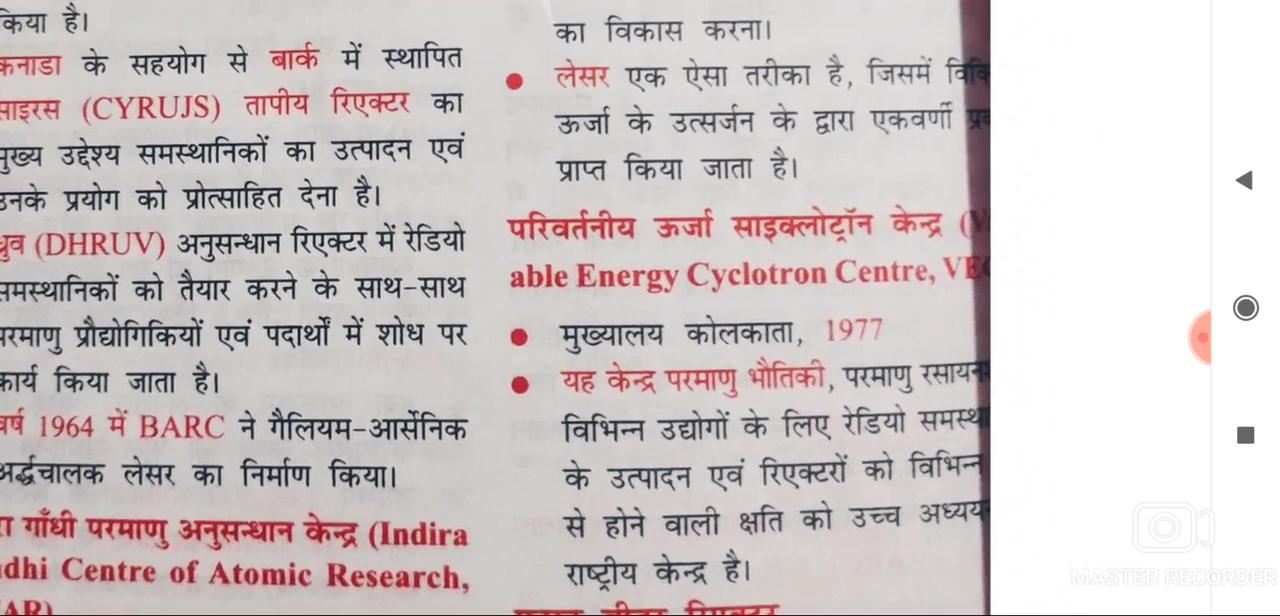 किया है।
कनाडा के सहयोग से बार्क में स्थापित
साइरस (CYRUJS) तापीय रिएक्टर का
मुख्य उद्देश्य समस्थानिकों का उत्पादन एवं
उनके प्रयोग को प्रोत्साहित देना है।
ध्रुव (DHRUV) अनुसन्धान रिएक्टर में रेडियो
समस्थानिकों को तैयार करने के साथ-साथ
परमाणु प्रौद्योगिकियों एवं पदार्थों में शोध पर
कार्य किया जाता है।
वर्ष 1964 में BARC ने गैलियम-आर्सेनिक
अर्द्धचालक लेसर का निर्माण किया।
गाँधी परमाणु अनुसन्धान केन्द्र (Indira
dhi Centre of Atomic Research,
का विकास करना।
• लेसर एक ऐसा तरीका है, जिसमें
ऊर्जा के उत्सर्जन के द्वारा एकवर्णी
प्राप्त किया जाता है।
परिवर्तनीय ऊर्जा साइक्लोट्रॉन केन्द्र (
able Energy Cyclotron Centre,
• मुख्यालय कोलकाता, 1977
• यह केन्द्र परमाणु भौतिकी, परमाणु
विभिन्न उद्योगों के लिए रेडियो
के उत्पादन एवं रिएक्टरों को विभिन्न
से होने वाली क्षति को उच्च
राष्ट्रीय केन्द्र है।
MASTER RECORDER